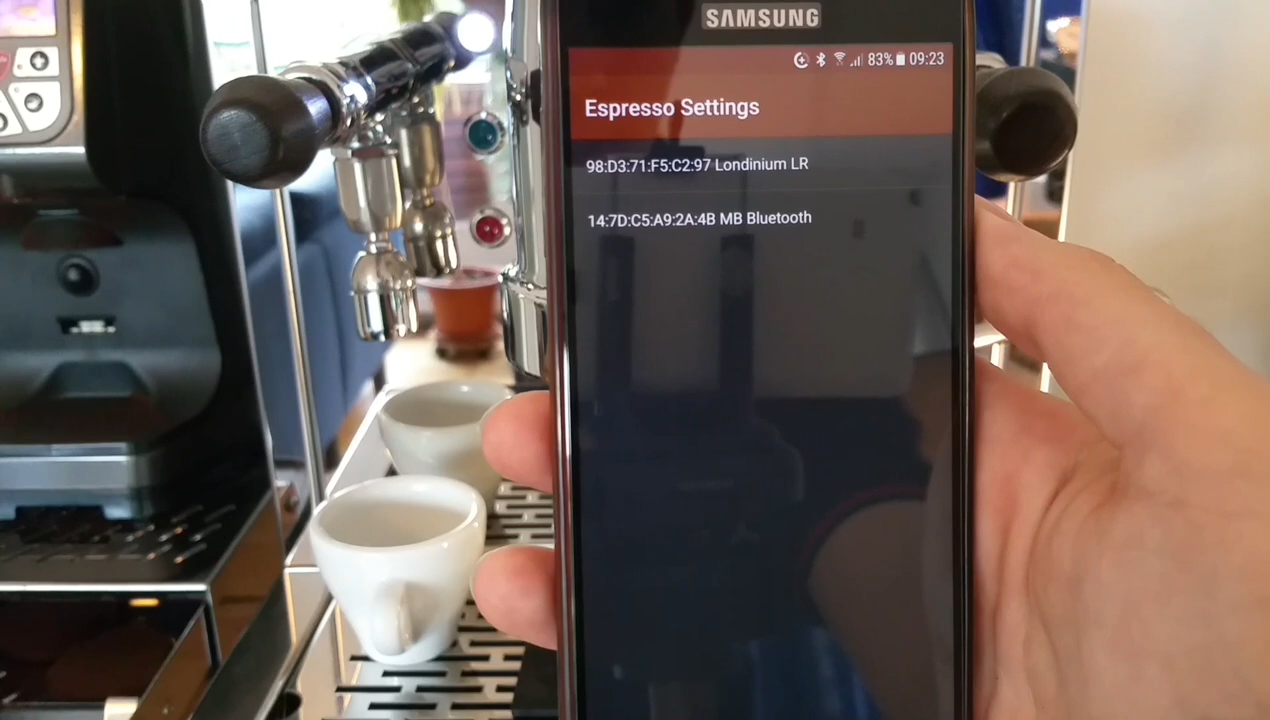 SAMSUNG
83% 09:23
Espresso Settings
98:D3:71:F5:C2:97 Londinium LR
14:7D:C5:A9:2A:4B MB Bluetooth